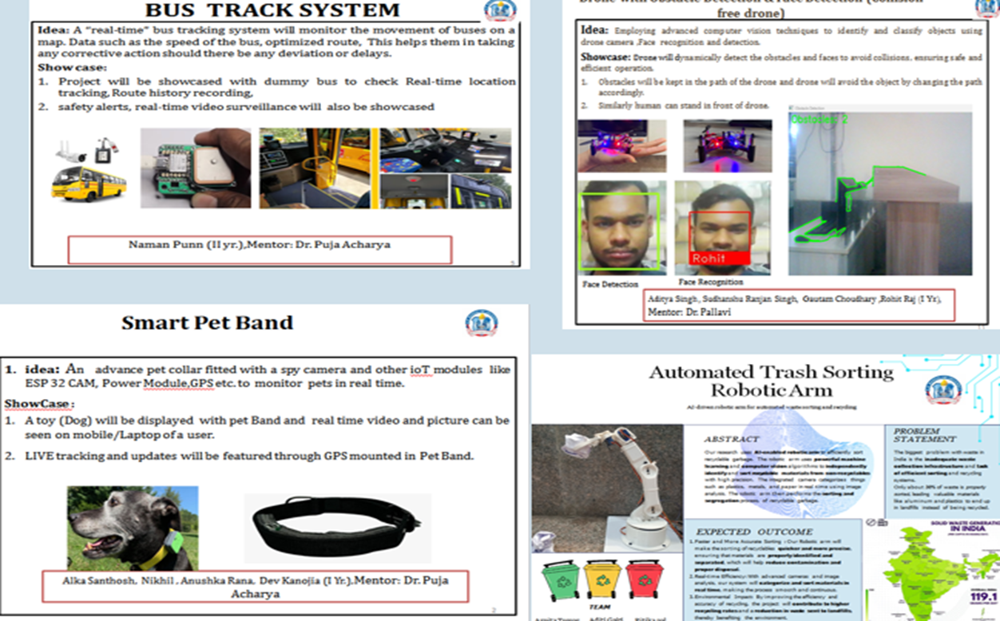 BUS TRACK SYSTEM
Idea: A “real-time” bus tracking system will monitor the movement of buses on a
map. Data such as the speed of the bus, optimized route, This helps them in taking
any corrective action should there be any deviation or delays.
Show case:
1. Project will be showcased with dummy bus to check Real-time location
tracking, Route history recording,
2. safety alerts, real-time video surveillance will also be showcased
Naman Punn (II yr.),Mentor: Dr. Puja Acharya
5
Drone with Obstacle Detection & Face Detection (Collision
free drone)
Idea: Employing advanced computer vision techniques to identify and classify objects using
drone camera ,Face recognition and detection.
Showcase: Drone will dynamically detect the obstacles and faces to avoid collisions, ensuring safe and
efficient operation.
1. Obstacles will be kept in the path of the drone and drone will avoid the object by changing the path
accordingly.
2. Similarly human can stand in front of drone.
Obstacles: 2
Rohit
Face Detection
Face Recognition
Aditya Singh, Sudhanshu Ranjan Singh, Gautam Choudhary ,Rohit Raj (I Yr),
Mentor: Dr. Pallavi
Smart Pet Band
1. idea: An advance pet collar fitted with a spy camera and other ioT modules like
ESP 32 CAM, Power Module,GPS etc. to monitor pets in real time.
ShowCase :
1. A toy (Dog) will be displayed with pet Band and real time video and picture can be
seen on mobile/Laptop of a user.
2. LIVE tracking and updates will be featured through GPS mounted in Pet Band.
Alka Santhosh, Nikhil , Anushka Rana, Dev Kanojia (I Yr.),Mentor: Dr. Puja
Acharya
2
Automated Trash Sorting
Robotic Arm
AI-driven robotic arm for automated waste sorting and recycling
ABSTRACT
Our research uses AI-enabled robotic arm to efficiently sort
recyclable garbage. The robotic arm uses powerful machine
learning and computer vision algorithms to independently
identify and sort recyclable materials from non-recyclables
with high precision. The integrated camera categorizes things
such as plastics, metals, and paper in real time using image
analysis. The robotic arm then performs the sorting and
segregation process of recyclable garbage.
PROBLEM
STATEMENT
The biggest problem with waste in
India is the inadequate waste
collection infrastructure and lack
of efficient sorting and recycling
systems.
Only about 30% of waste is properly
sorted, leading valuable materials
like aluminum and plastics to end up
in landfills instead of being recycled.
EXPECTED OUTCOME
1. Faster and More Accurate Sorting : Our Robotic arm will
make the sorting of recyclables quicker and more precise,
ensuring that materials are properly identified and
separated, which will help reduce contamination and
proper disposal.
2. Real-time Efficiency: With advanced cameras and image
analysis, our system will categorize and sort materials in
real time, making the process smooth and continuous.
3. Environmental Impact: By improving the efficiency and
accuracy of recycling, the project will contribute to higher
recycling rates and a reduction in waste sent to landfills,
thereby benefiting the environment.
SOLID WASTE GENERATI
IN INDIA
119.1
TEAM